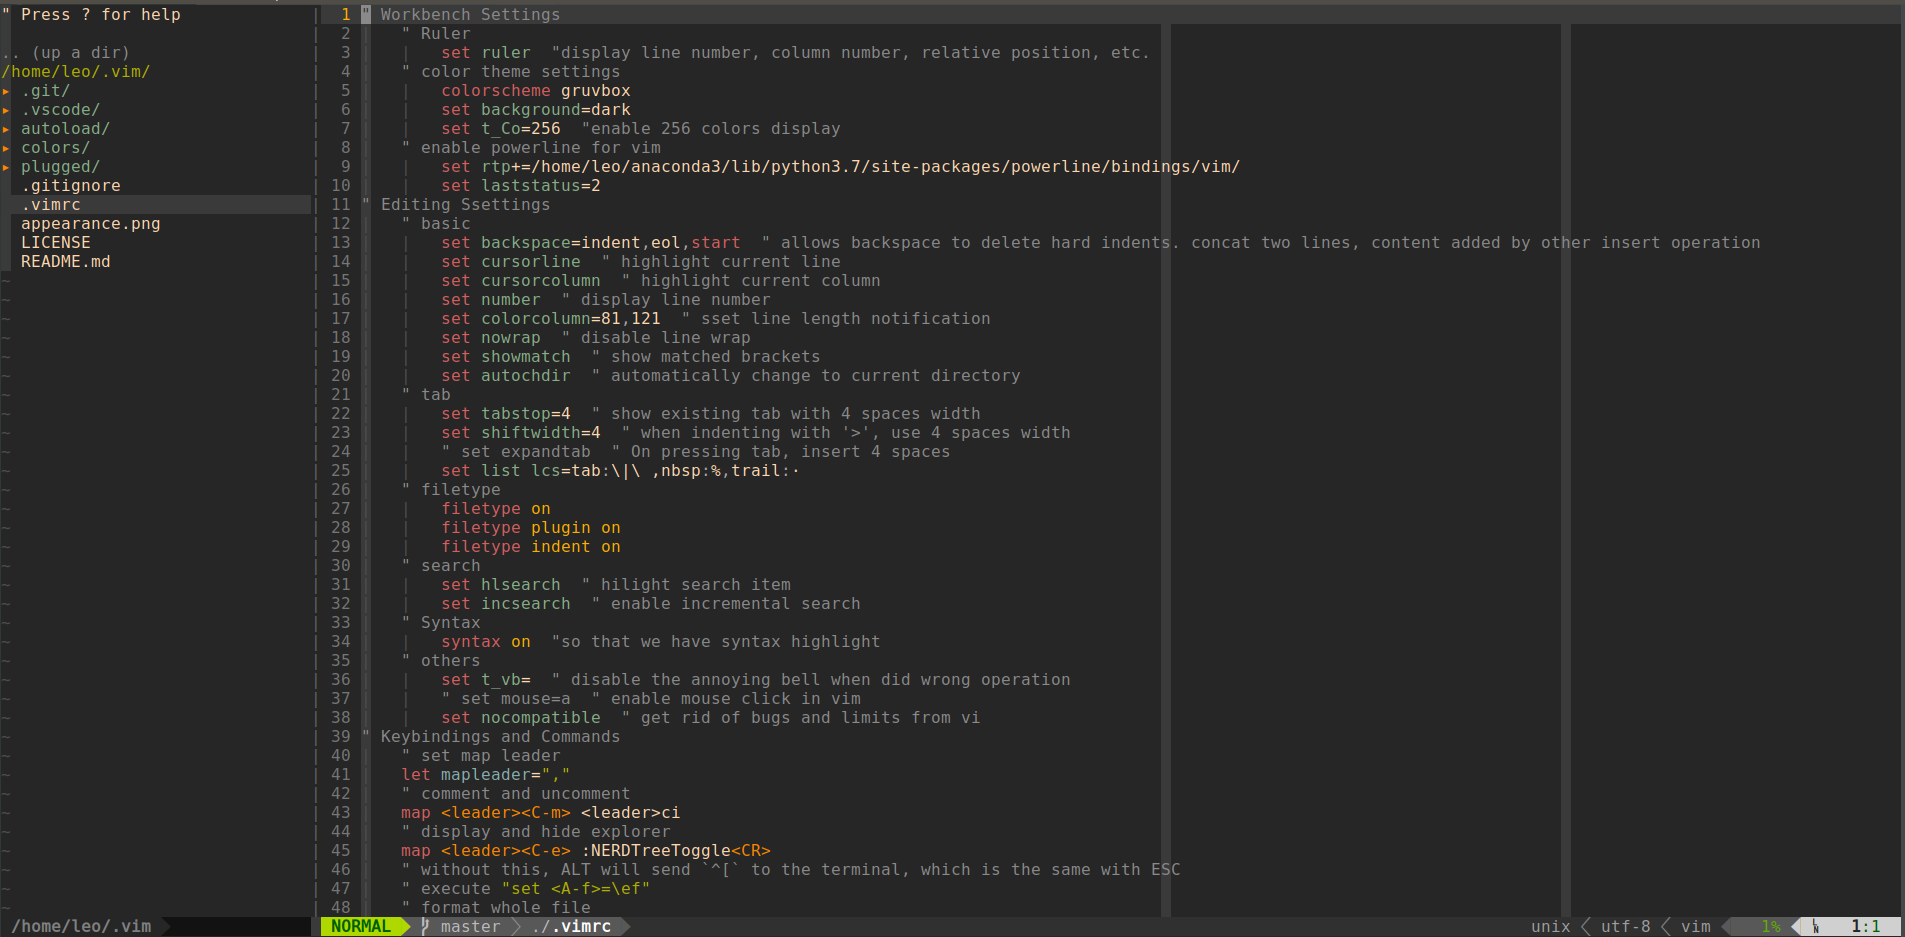 " Press ? for help
.. (up a dir)
/home/leo/.vim/
▸ .git/
▸ .vscode/
▸ autoload/
▸ colors/
▸ plugged/
.gitignore
.vimrc
appearance.png
LICENSE
README.md
/home/leo/.vim
1 " Workbench Settings
2 " Ruler
3 set ruler "display line number, column number, relative position, etc.
4 " color theme settings
5 colorscheme gruvbox
6 set background=dark
7 set t_Co=256 "enable 256 colors display
8 " enable powerline for vim
9 set rtp+=/home/leo/anaconda3/lib/python3.7/site-packages/powerline/bindings/vim/
10 set laststatus=2
11 " Editing Ssettings
12 " basic
13 set backspace=indent,eol,start " allows backspace to delete hard indents. concat two lines, content added by other insert operation
14 set cursorline " highlight current line
15 set cursorcolumn " highlight current column
16 set number " display line number
17 set colorcolumn=81,121 " sset line length notification
18 set nowrap " disable line wrap
19 set showmatch " show matched brackets
20 set autochdir " automatically change to current directory
21 " tab
22 set tabstop=4 " show existing tab with 4 spaces width
23 set shiftwidth=4 " when indenting with '>', use 4 spaces width
24 " set expandtab " On pressing tab, insert 4 spaces
25 set list lcs=tab:\|\ ,nbsp:%,trail:·
26 " filetype
27 filetype on
28 filetype plugin on
29 filetype indent on
30 " search
31 set hlsearch " hilight search item
32 set incsearch " enable incremental search
33 " Syntax
34 syntax on "so that we have syntax highlight
35 " others
36 set t_vb= " disable the annoying bell when did wrong operation
37 " set mouse=a " enable mouse click in vim
38 set nocompatible " get rid of bugs and limits from vi
39 " Keybindings and Commands
40 " set map leader
41 let mapleader=","
42 " comment and uncomment
43 map <leader><C-m> <leader>ci
44 " display and hide explorer
45 map <leader><C-e> :NERDTreeToggle<CR>
46 " without this, ALT will send `^[` to the terminal, which is the same with ESC
47 " execute "set <A-f>=\ef"
48 " format whole file
NORMAL master ./.vimrc unix utf-8 vim 1% LN 1:1